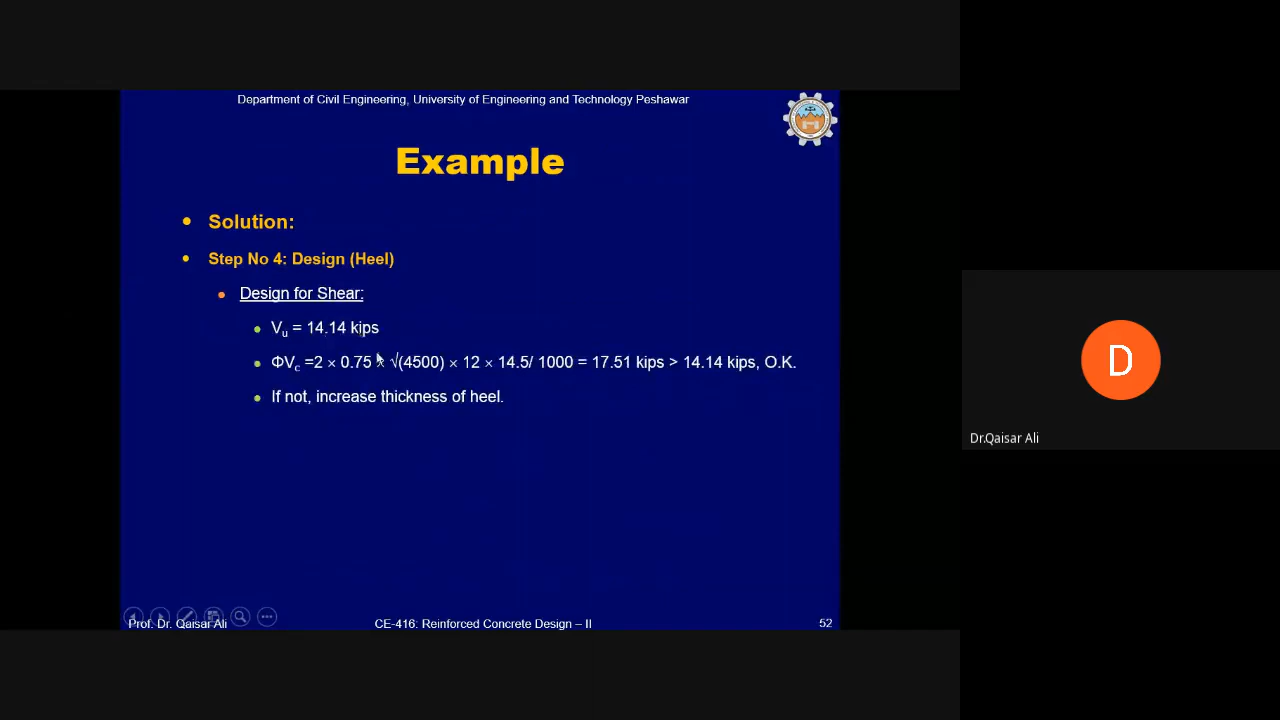 Department of Civil Engineering, University of Engineering and Technology Peshawar
Example
Solution:
Step No 4: Design (Heel)
Design for Shear:
Vu = 14.14 kips
ΦVc =2 × 0.75 × √(4500) × 12 × 14.5/ 1000 = 17.51 kips > 14.14 kips, O.K.
If not, increase thickness of heel.
D
Dr.Qaisar Ali
Prof. Dr. Qaisar Ali
CE-416: Reinforced Concrete Design – II
52